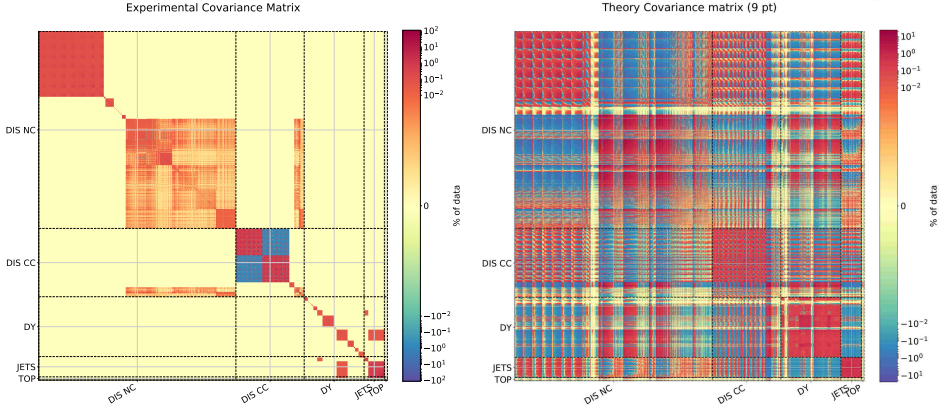 Experimental Covariance Matrix
DIS NC
DIS CC
DY
JETS
TOP
DIS NC
DIS CC
DY
JETS
TOP
10^2
10^1
10^0
10^−1
10^−2
0
−10^−2
−10^−1
−10^0
−10^1
−10^2
% of data
Theory Covariance matrix (9 pt)
DIS NC
DIS CC
DY
JETS
TOP
DIS NC
DIS CC
DY
JETS
TOP
10^1
10^0
10^−1
10^−2
0
−10^−2
−10^−1
−10^0
−10^1
% of data